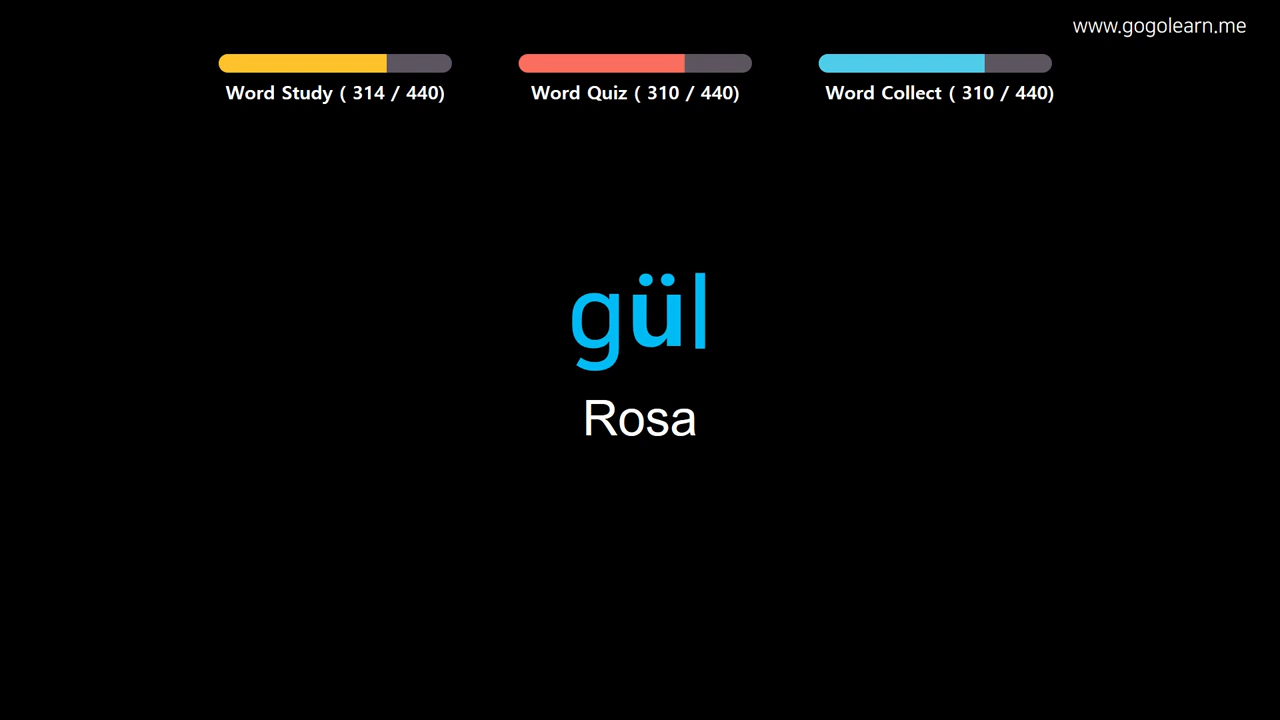 www.gogolearn.me
Word Study ( 314 / 440)
Word Quiz ( 310 / 440)
Word Collect ( 310 / 440)
gül
Rosa